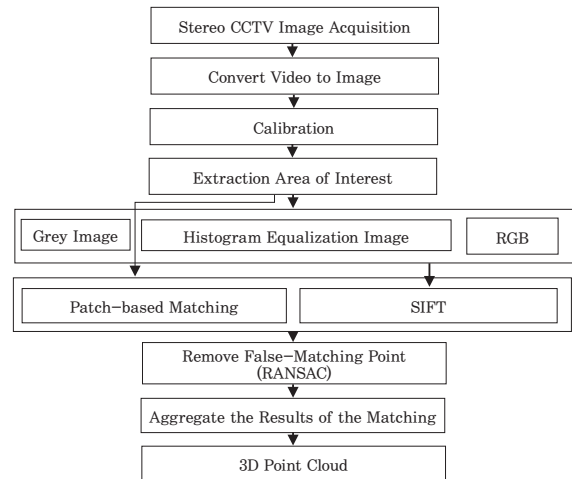 Stereo CCTV Image Acquisition
Convert Video to Image
Calibration
Extraction Area of Interest
Grey Image
Histogram Equalization Image
RGB
Patch-based Matching
SIFT
Remove False-Matching Point
(RANSAC)
Aggregate the Results of the Matching
3D Point Cloud